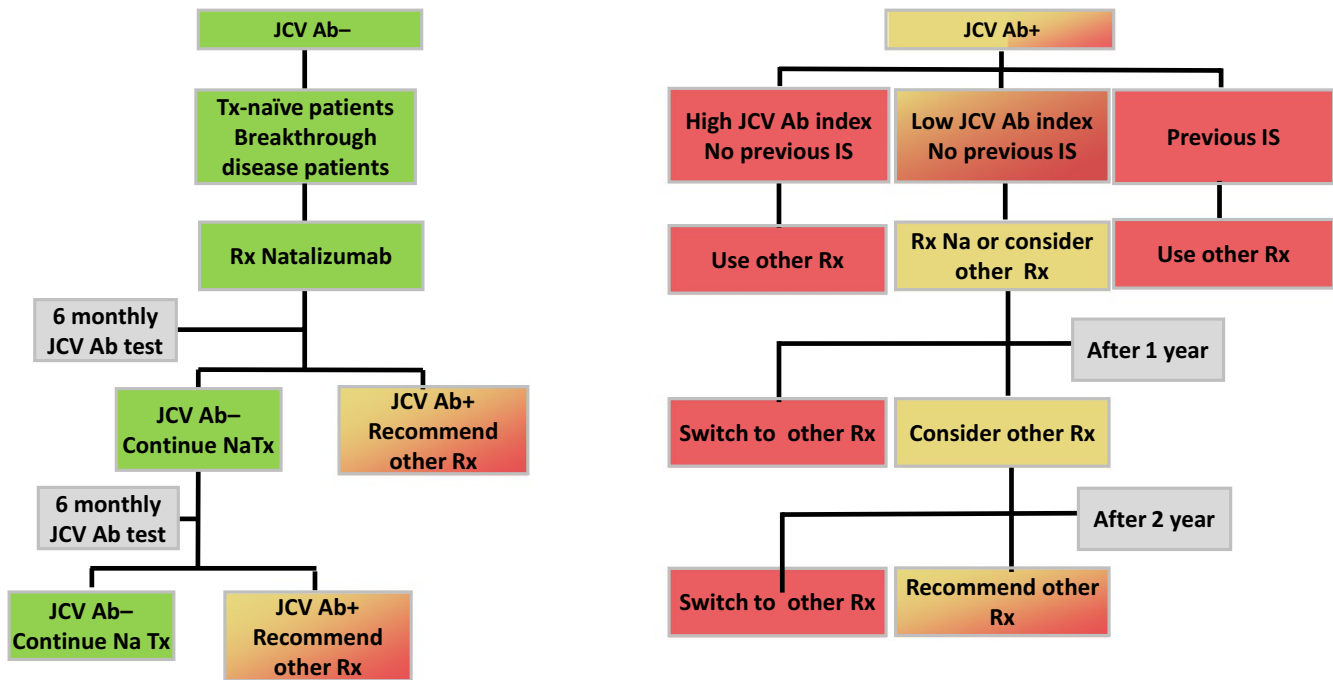 JCV Ab–
Tx-naïve patients
Breakthrough
disease patients
Rx Natalizumab
6 monthly
JCV Ab test
JCV Ab–
Continue NaTx
JCV Ab+
Recommend
other Rx
6 monthly
JCV Ab test
JCV Ab–
Continue Na Tx
JCV Ab+
Recommend
other Rx
JCV Ab+
High JCV Ab index
No previous IS
Low JCV Ab index
No previous IS
Previous IS
Use other Rx
Rx Na or consider
other Rx
Use other Rx
After 1 year
Switch to other Rx
Consider other Rx
After 2 year
Switch to other Rx
Recommend other
Rx